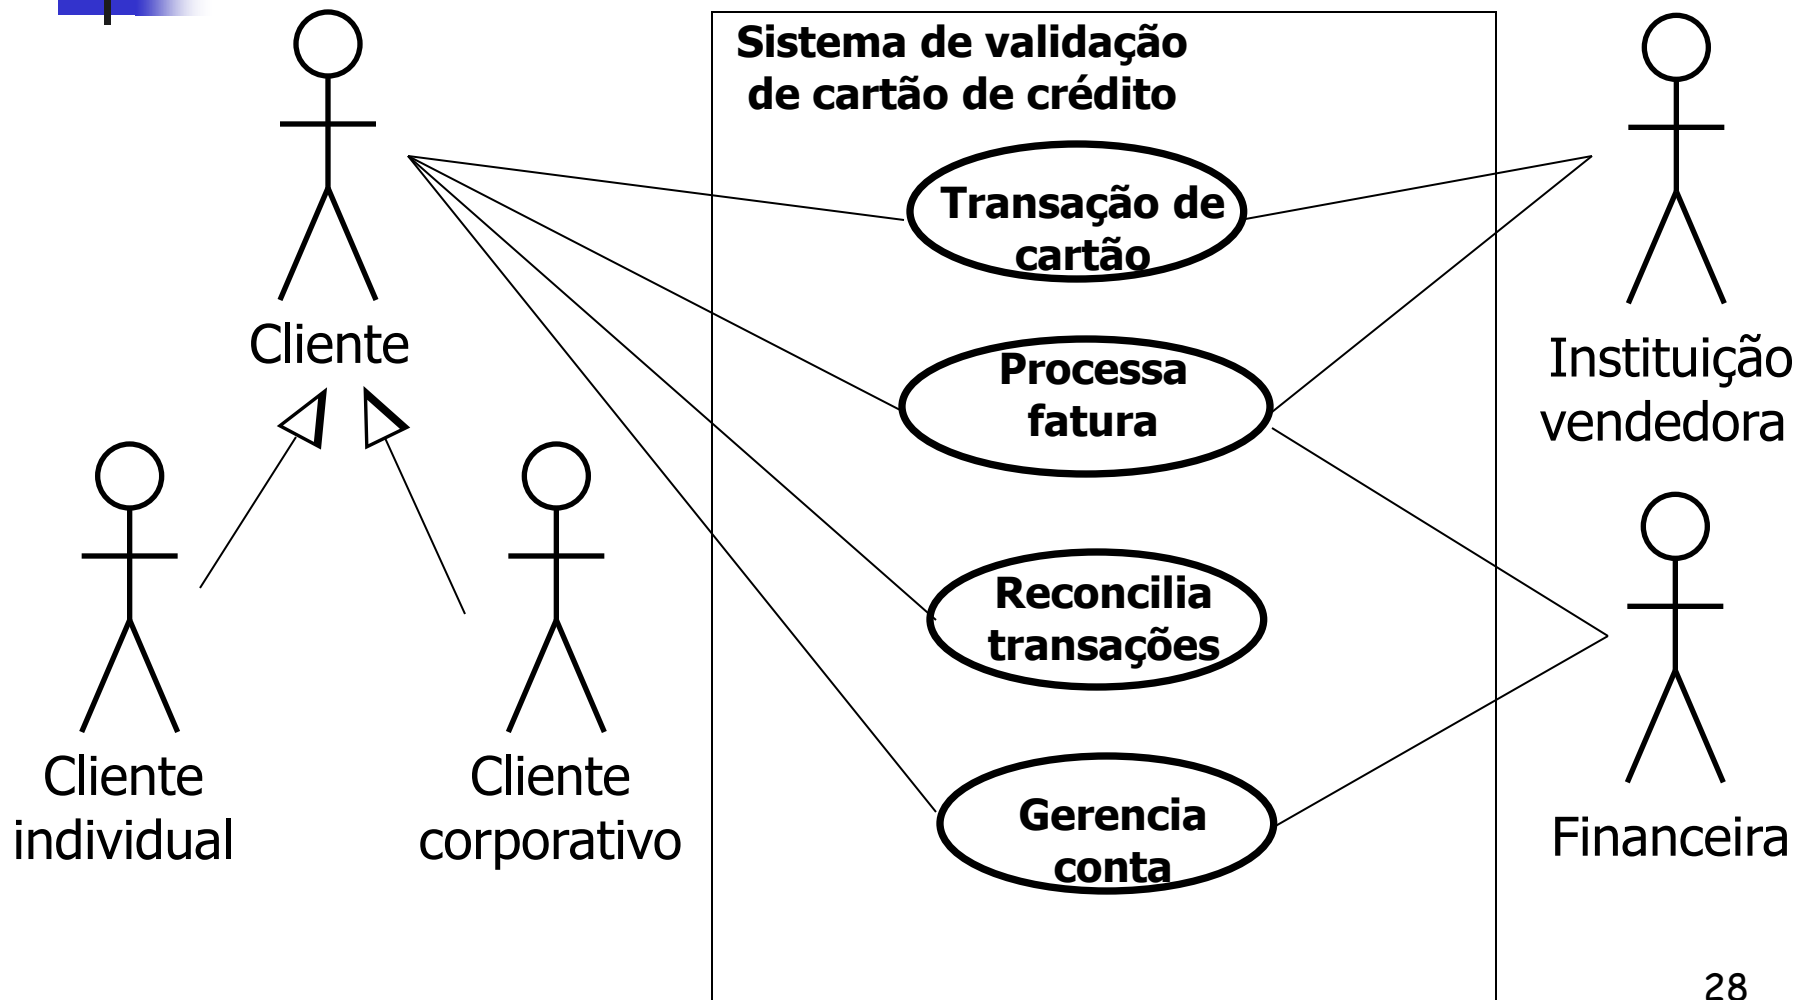 Sistema de validação
de cartão de crédito
Transação de
cartão
Cliente
Processa
fatura
Instituição
vendedora
Reconcilia
transações
Cliente
individual
Cliente
corporativo
Gerencia
conta
Financeira
28